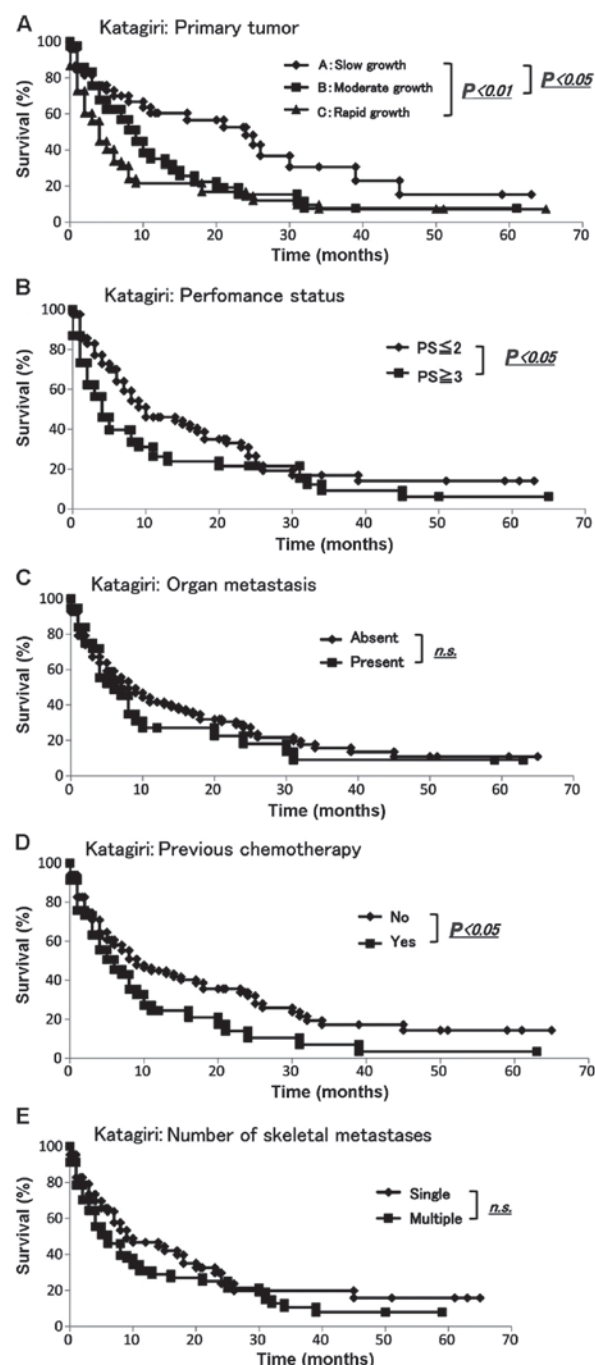 A
Katagiri: Primary tumor
Survival (%)
100
80
60
40
20
0
A: Slow growth
B: Moderate growth
C: Rapid growth
P<0.01
P<0.05
0 10 20 30 40 50 60 70
Time (months)
B
Katagiri: Perfomance status
Survival (%)
100
80
60
40
20
0
PS≦2
PS≧3
P<0.05
0 10 20 30 40 50 60 70
Time (months)
C
Katagiri: Organ metastasis
Survival (%)
100
80
60
40
20
0
Absent
Present
n.s.
0 10 20 30 40 50 60 70
Time (months)
D
Katagiri: Previous chemotherapy
Survival (%)
100
80
60
40
20
0
No
Yes
P<0.05
0 10 20 30 40 50 60 70
Time (months)
E
Katagiri: Number of skeletal metastases
Survival (%)
100
80
60
40
20
0
Single
Multiple
n.s.
0 10 20 30 40 50 60 70
Time (months)